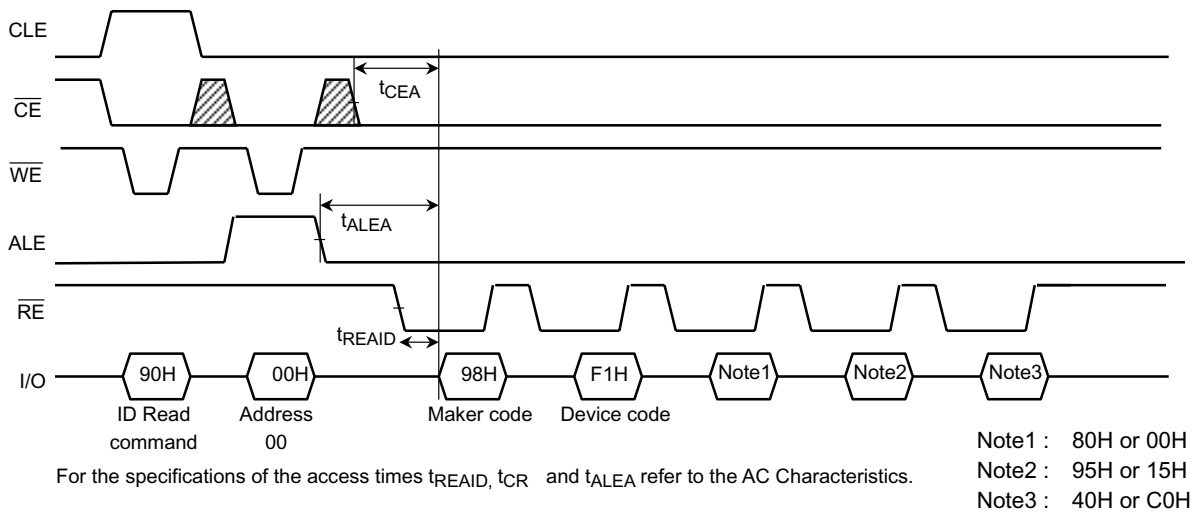 CLE
tCEA
CE
WE
tALEA
ALE
RE
tREAID
I/O
90H
00H
98H
F1H
Note1
Note2
Note3
ID Read
command
Address
00
Maker code
Device code
For the specifications of the access times tREAID, tCR and tALEA refer to the AC Characteristics.
Note1 : 80H or 00H
Note2 : 95H or 15H
Note3 : 40H or C0H